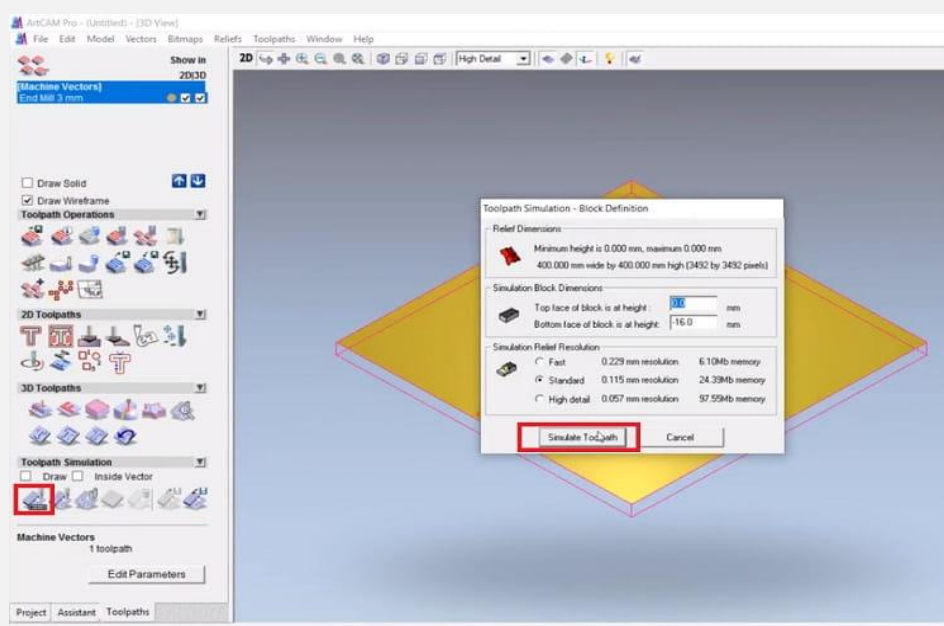 ArtCAM Pro - (Untitled) - [3D View]
File Edit Model Vectors Bitmaps Reliefs Toolpaths Window Help
Show in
2D|3D
2D
High Detail
[Machine Vectors]
End Mill 3 mm
Draw Solid
Draw Wireframe
Toolpath Operations
2D Toolpaths
3D Toolpaths
Toolpath Simulation
Draw Inside Vector
Machine Vectors
1 toolpath
Edit Parameters
Project Assistant Toolpaths
Toolpath Simulation - Block Definition
Relief Dimensions
Minimum height is 0.000 mm, maximum 0.000 mm
400.000 mm wide by 400.000 mm high (3492 by 3492 pixels)
Simulation Block Dimensions
Top face of block is at height : 0.0 mm
Bottom face of block is at height: -16.0 mm
Simulation Relief Resolution
Fast 0.229 mm resolution 6.10Mb memory
Standard 0.115 mm resolution 24.39Mb memory
High detail 0.057 mm resolution 97.55Mb memory
Simulate Toolpath Cancel